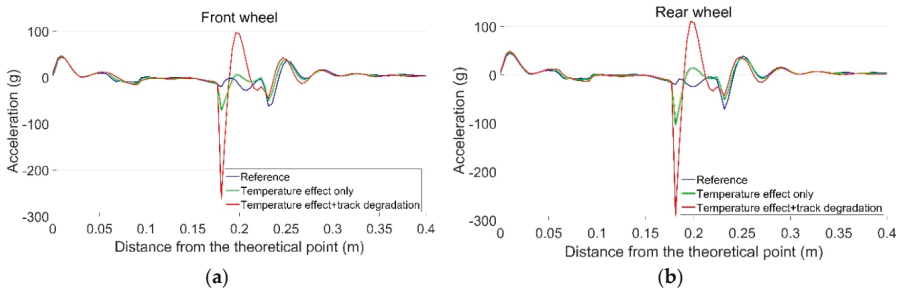 Front wheel
100
0
-100
-200
-300
Acceleration (g)
Reference
Temperature effect only
Temperature effect+track degradation
0 0.05 0.1 0.15 0.2 0.25 0.3 0.35 0.4
Distance from the theoretical point (m)
(a)
Rear wheel
100
0
-100
-200
-300
Acceleration (g)
Reference
Temperature effect only
Temperature effect+track degradation
0 0.05 0.1 0.15 0.2 0.25 0.3 0.35 0.4
Distance from the theoretical point (m)
(b)